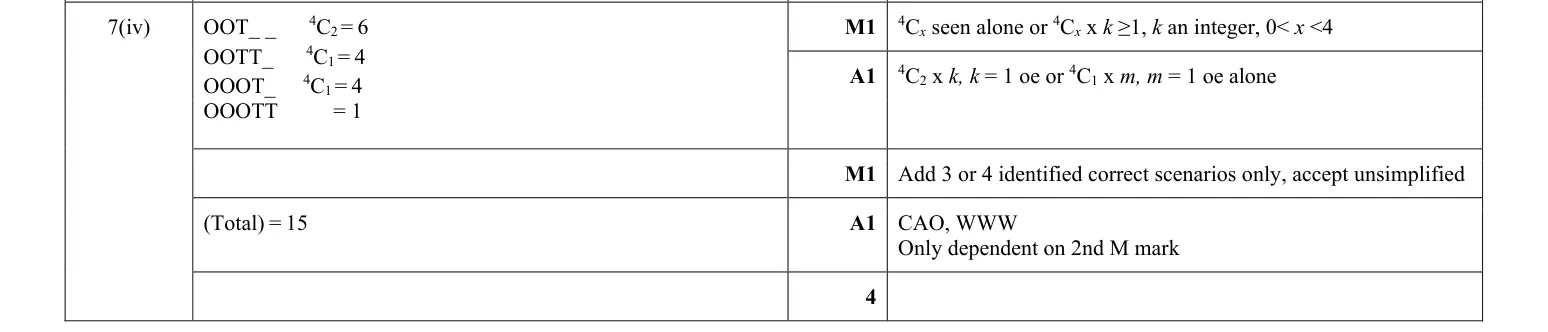 7(iv) OOT_ _ ⁴C₂ = 6 M1 ⁴Cₓ seen alone or ⁴Cₓ x k ≥1, k an integer, 0< x <4
OOTT_ ⁴C₁ = 4
OOOT_ ⁴C₁ = 4
OOOTT = 1
A1 ⁴C₂ x k, k = 1 oe or ⁴C₁ x m, m = 1 oe alone
M1 Add 3 or 4 identified correct scenarios only, accept unsimplified
(Total) = 15 A1 CAO, WWW
Only dependent on 2nd M mark
4